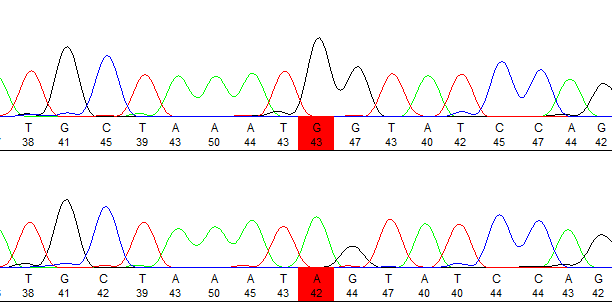 T G C T A A A T G G T A T C C A G
38 41 45 39 43 50 44 43 43 47 43 40 42 45 47 44 42
T G C T A A A T A G T A T C C A G
38 41 42 39 43 50 45 43 42 44 47 40 40 44 44 43 42